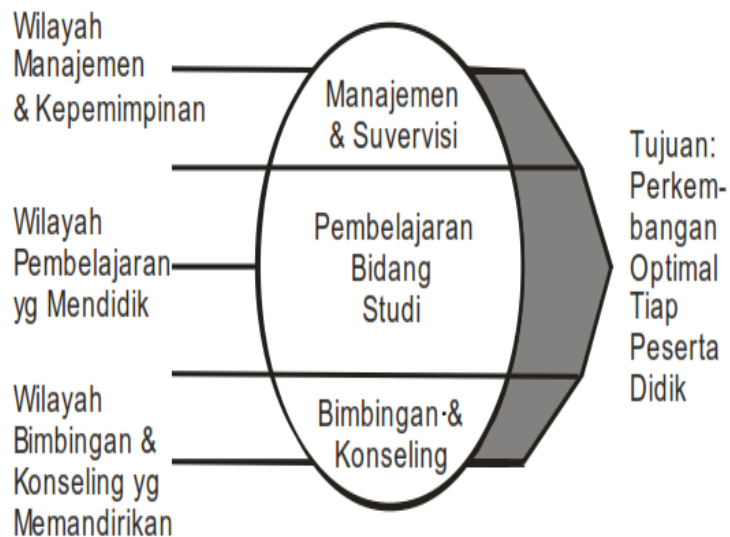 Wilayah
Manajemen
& Kepemimpinan
Manajemen
& Suvervisi
Wilayah
Pembelajaran
yg Mendidik
Pembelajaran
Bidang
Studi
Wilayah
Bimbingan &
Konseling yg
Memandirikan
Bimbingan·&
Konseling
Tujuan:
Perkem-
bangan
Optimal
Tiap
Peserta
Didik